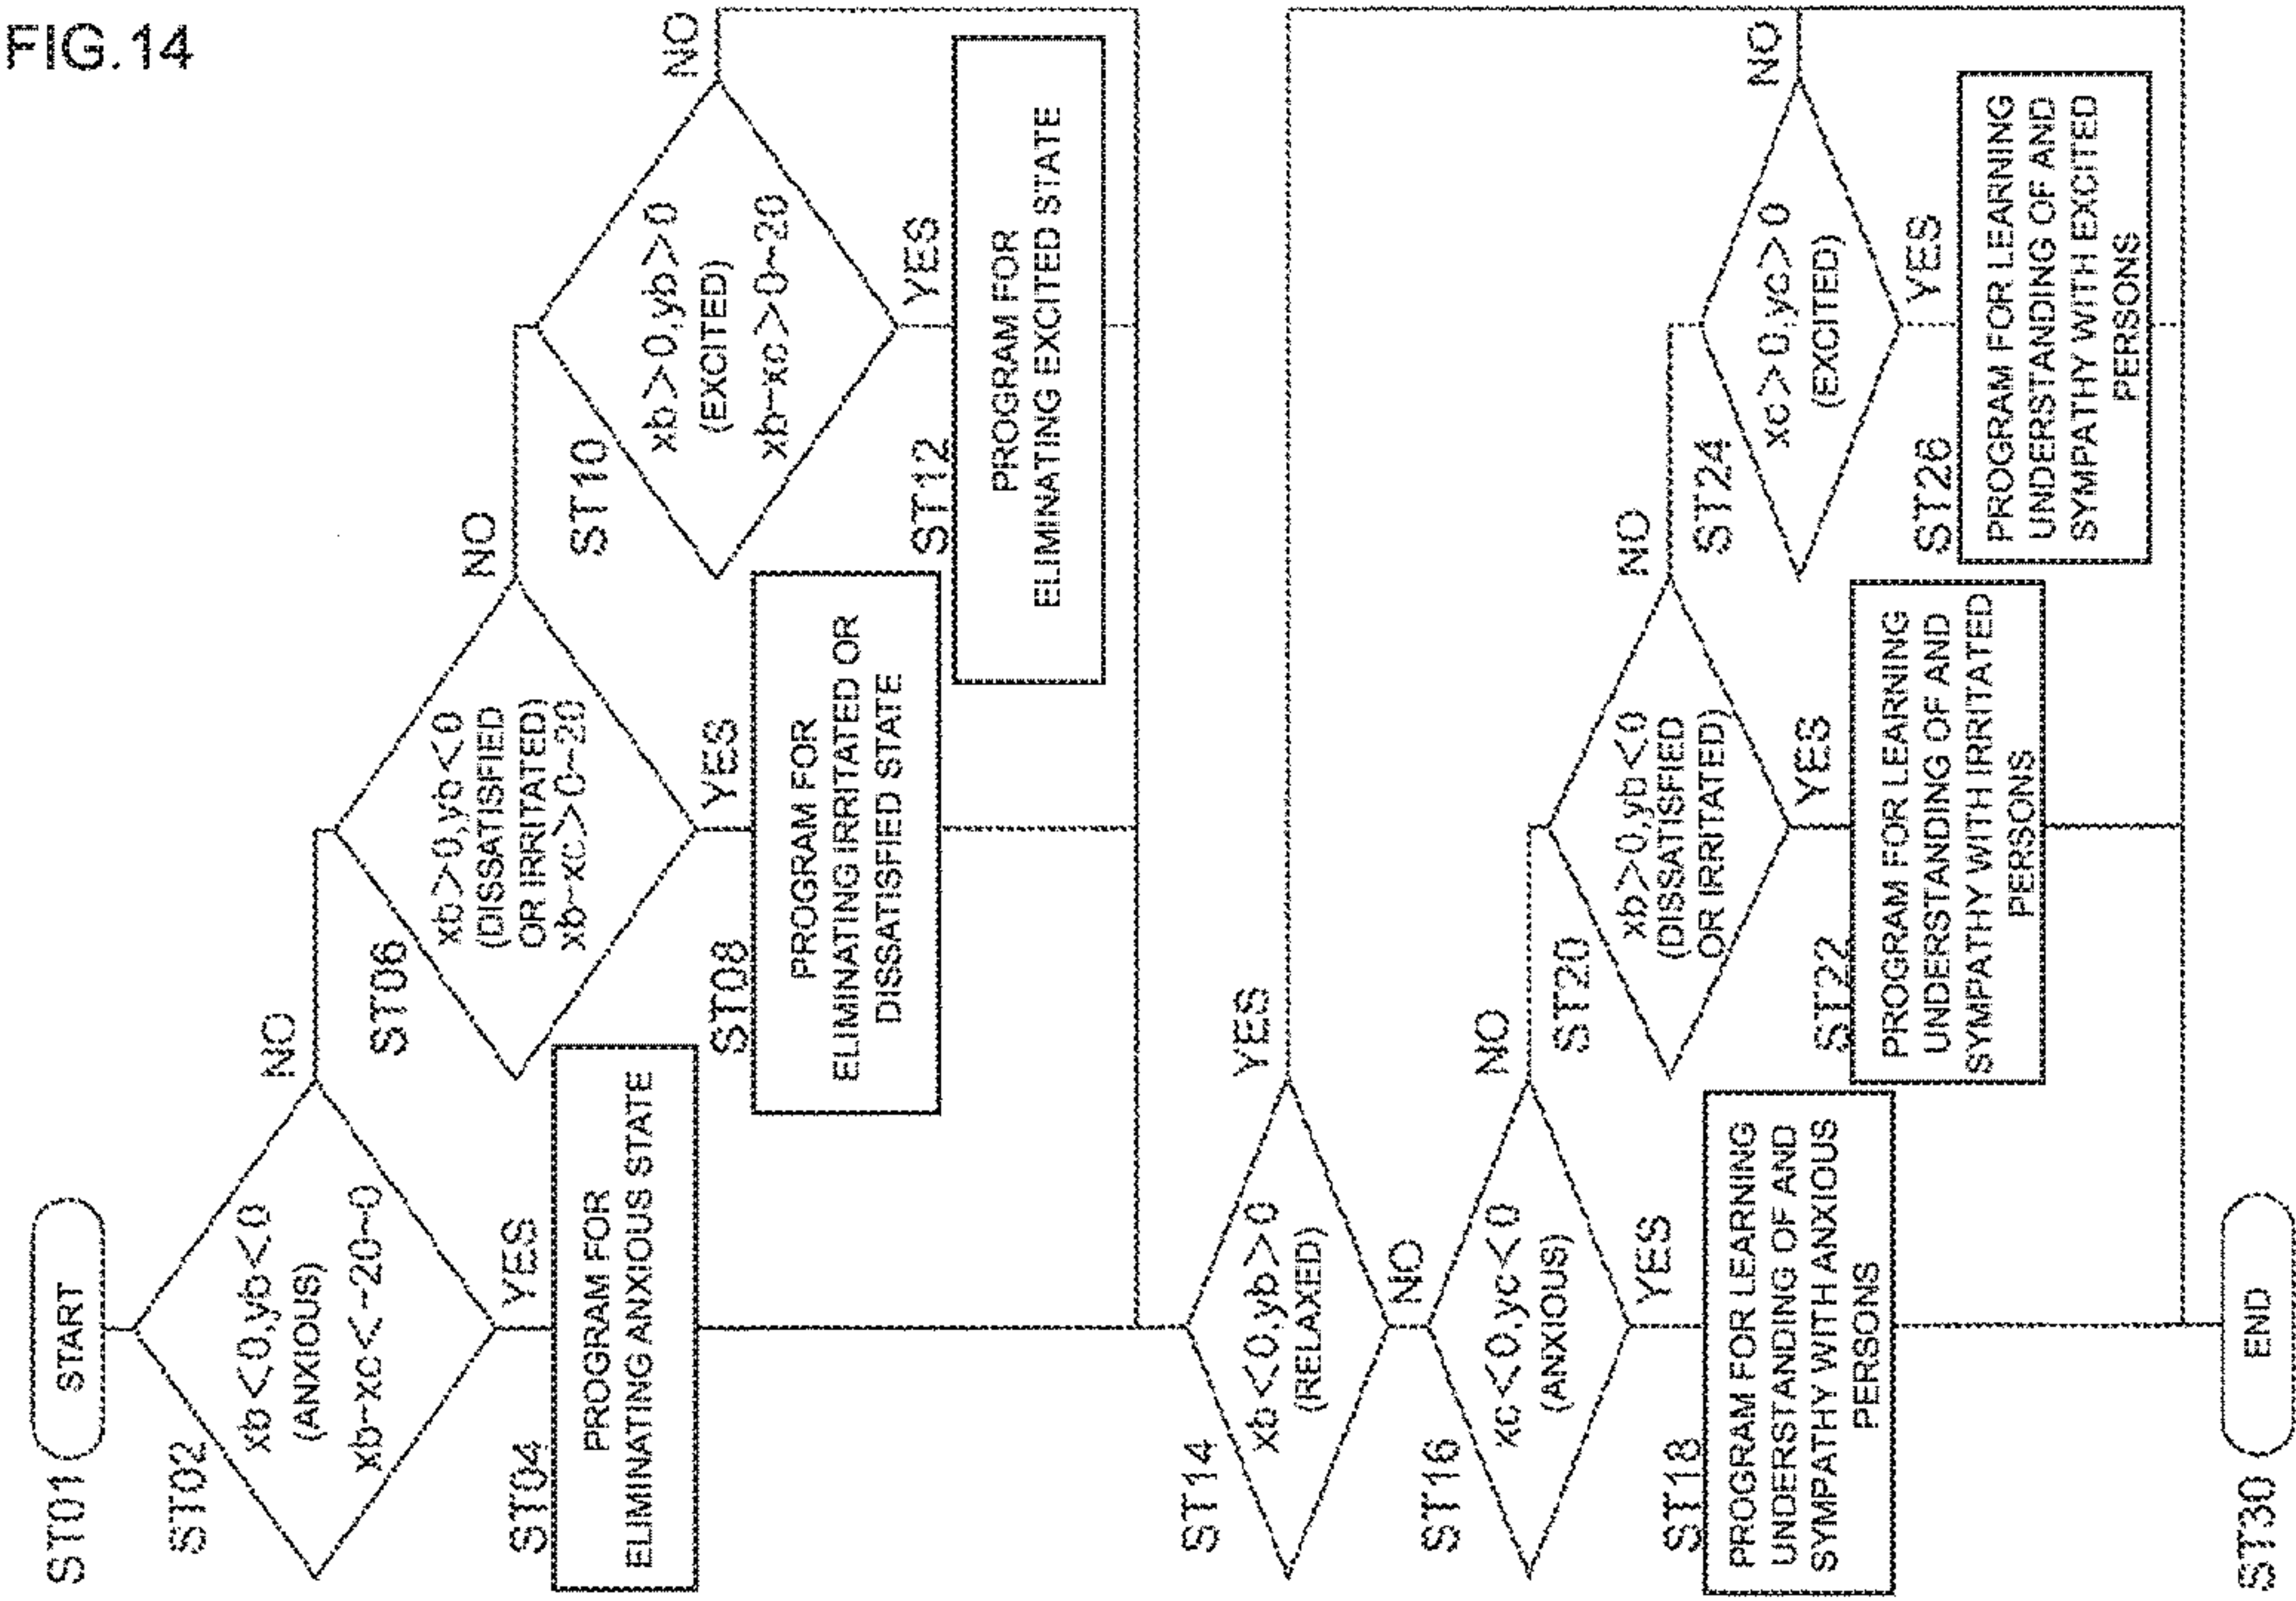 FIG.14
ST01
START
ST02
xb<0,yb<0
(ANXIOUS)
xb-xc<-20~0
NO
YES
ST04
PROGRAM FOR
ELIMINATING ANXIOUS STATE
ST06
xb>0,yb<0
(DISSATISFIED
OR IRRITATED)
xb-xc>0~20
NO
YES
ST08
PROGRAM FOR
ELIMINATING IRRITATED OR
DISSATISFIED STATE
ST10
xb>0,yb>0
(EXCITED)
xb-xc>0~20
NO
YES
ST12
PROGRAM FOR
ELIMINATING EXCITED STATE
ST14
xb<0,yb>0
(RELAXED)
YES
NO
ST16
xc<0,yc<0
(ANXIOUS)
NO
YES
ST18
PROGRAM FOR LEARNING
UNDERSTANDING OF AND
SYMPATHY WITH ANXIOUS
PERSONS
ST20
xb>0,yb<0
(DISSATISFIED
OR IRRITATED)
NO
YES
ST22
PROGRAM FOR LEARNING
UNDERSTANDING OF AND
SYMPATHY WITH IRRITATED
PERSONS
ST24
xc>0,yc>0
(EXCITED)
NO
YES
ST26
PROGRAM FOR LEARNING
UNDERSTANDING OF AND
SYMPATHY WITH EXCITED
PERSONS
ST30
END